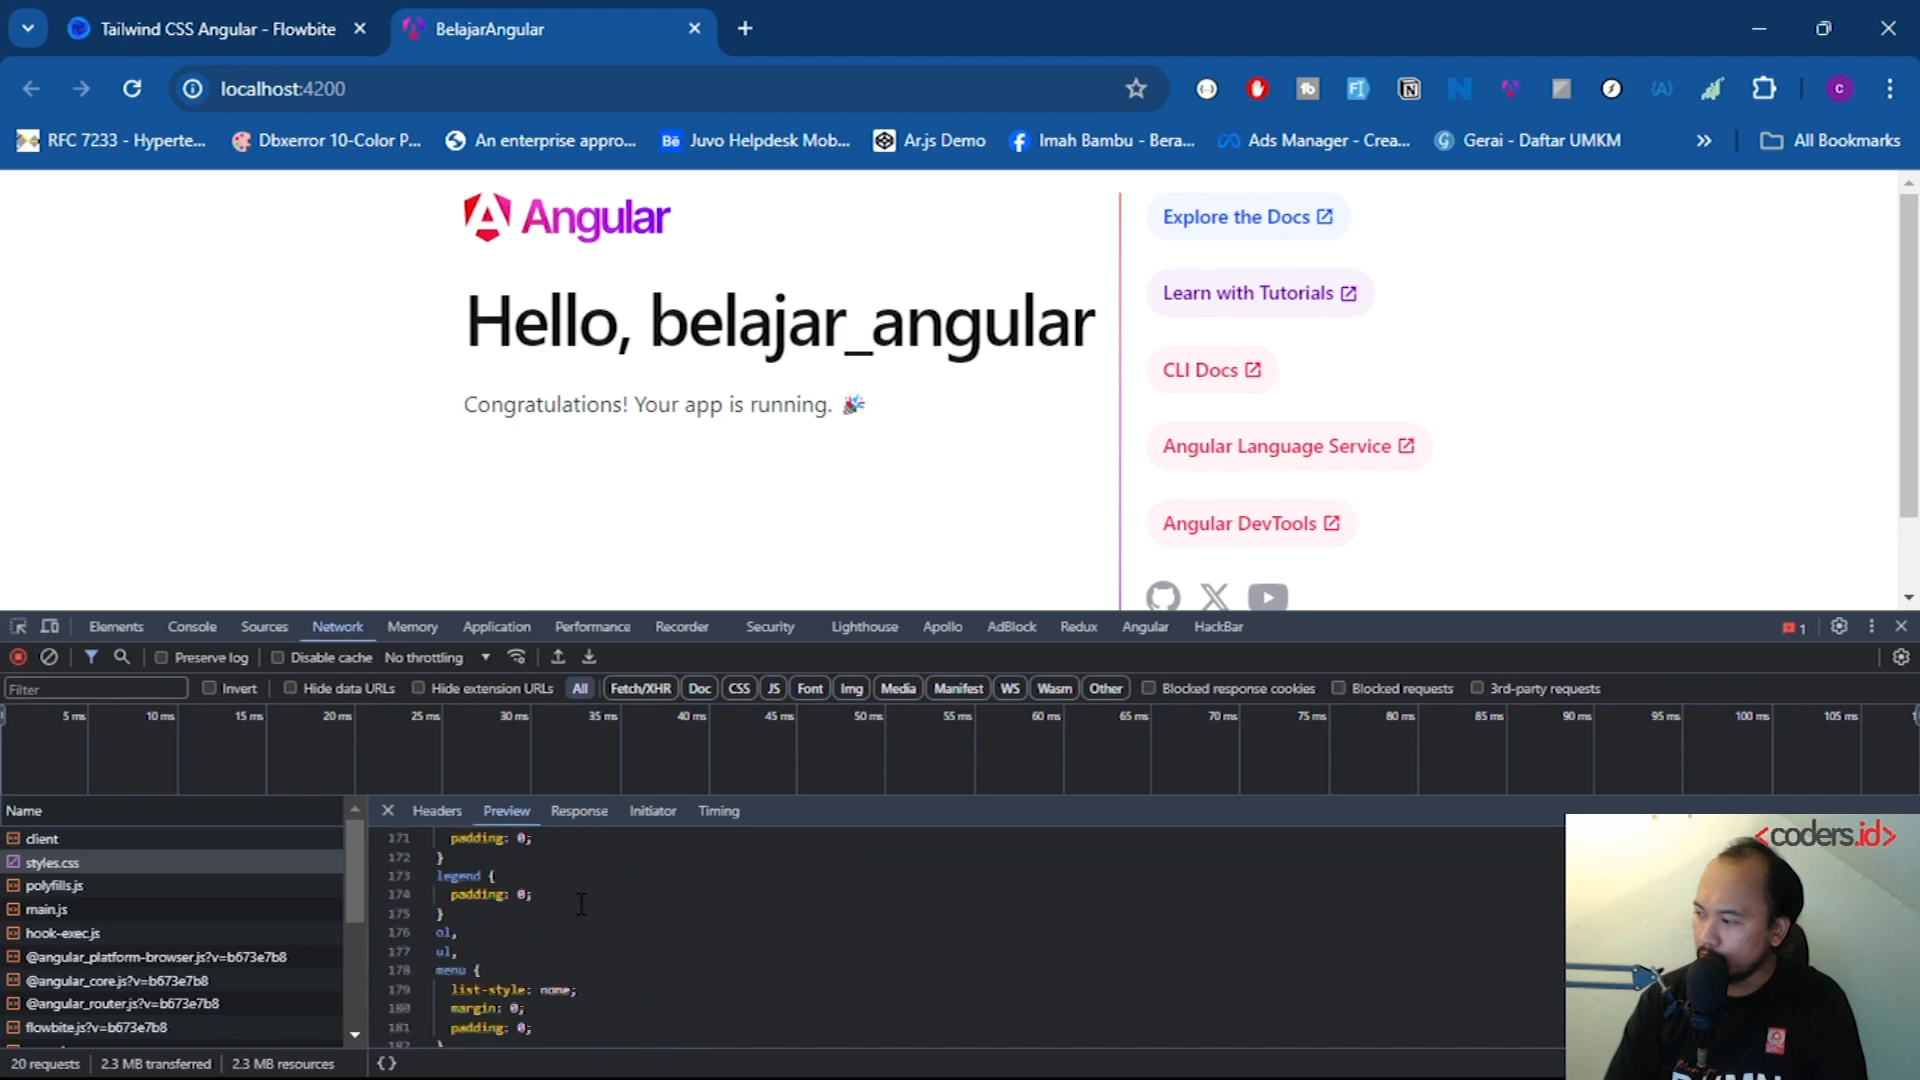 Tailwind CSS Angular - Flowbite
BelajarAngular
localhost:4200
RFC 7233 - Hyperte...
Dbxerror 10-Color P...
An enterprise appro...
Juvo Helpdesk Mob...
Ar.js Demo
Imah Bambu - Bera...
Ads Manager - Crea...
Gerai - Daftar UMKM
All Bookmarks
Angular
Hello, belajar_angular
Congratulations! Your app is running. 🎉
Explore the Docs
Learn with Tutorials
CLI Docs
Angular Language Service
Angular DevTools
Elements Console Sources Network Memory Application Performance Recorder Security Lighthouse Apollo AdBlock Redux Angular HackBar 1
Preserve log Disable cache No throttling
Filter Invert Hide data URLs Hide extension URLs All Fetch/XHR Doc CSS JS Font Img Media Manifest WS Wasm Other Blocked response cookies Blocked requests 3rd-party requests
5 ms 10 ms 15 ms 20 ms 25 ms 30 ms 35 ms 40 ms 45 ms 50 ms 55 ms 60 ms 65 ms 70 ms 75 ms 80 ms 85 ms 90 ms 95 ms 100 ms 105 ms
Name
client
styles.css
polyfills.js
main.js
hook-exec.js
@angular_platform-browser.js?v=b673e7b8
@angular_core.js?v=b673e7b8
@angular_router.js?v=b673e7b8
flowbite.js?v=b673e7b8
20 requests 2.3 MB transferred 2.3 MB resources
Headers Preview Response Initiator Timing
171 padding: 0;
172 }
173 legend {
174 padding: 0;
175 }
176 ol,
177 ul,
178 menu {
179 list-style: none;
180 margin: 0;
181 padding: 0;
182 }
{}
<coders.id>